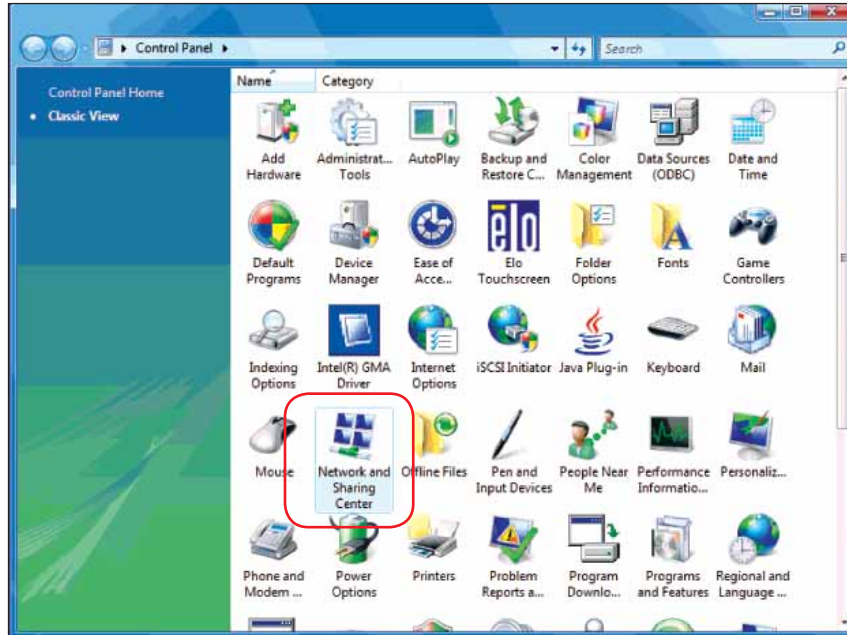 Control Panel
Search
Control Panel Home
Classic View
Name Category
Add Hardware
Administrat... Tools
AutoPlay
Backup and Restore C...
Color Management
Data Sources (ODBC)
Date and Time
Default Programs
Device Manager
Ease of Acce...
elo
Elo Touchscreen
Folder Options
Fonts
Game Controllers
Indexing Options
Intel(R) GMA Driver
Internet Options
iSCSI Initiator
Java Plug-in
Keyboard
Mail
Mouse
Network and Sharing Center
Offline Files
Pen and Input Devices
People Near Me
Performance Informatio...
Personaliz...
Phone and Modem ...
Power Options
Printers
Problem Reports a...
Program Downlo...
Programs and Features
Regional and Language ...